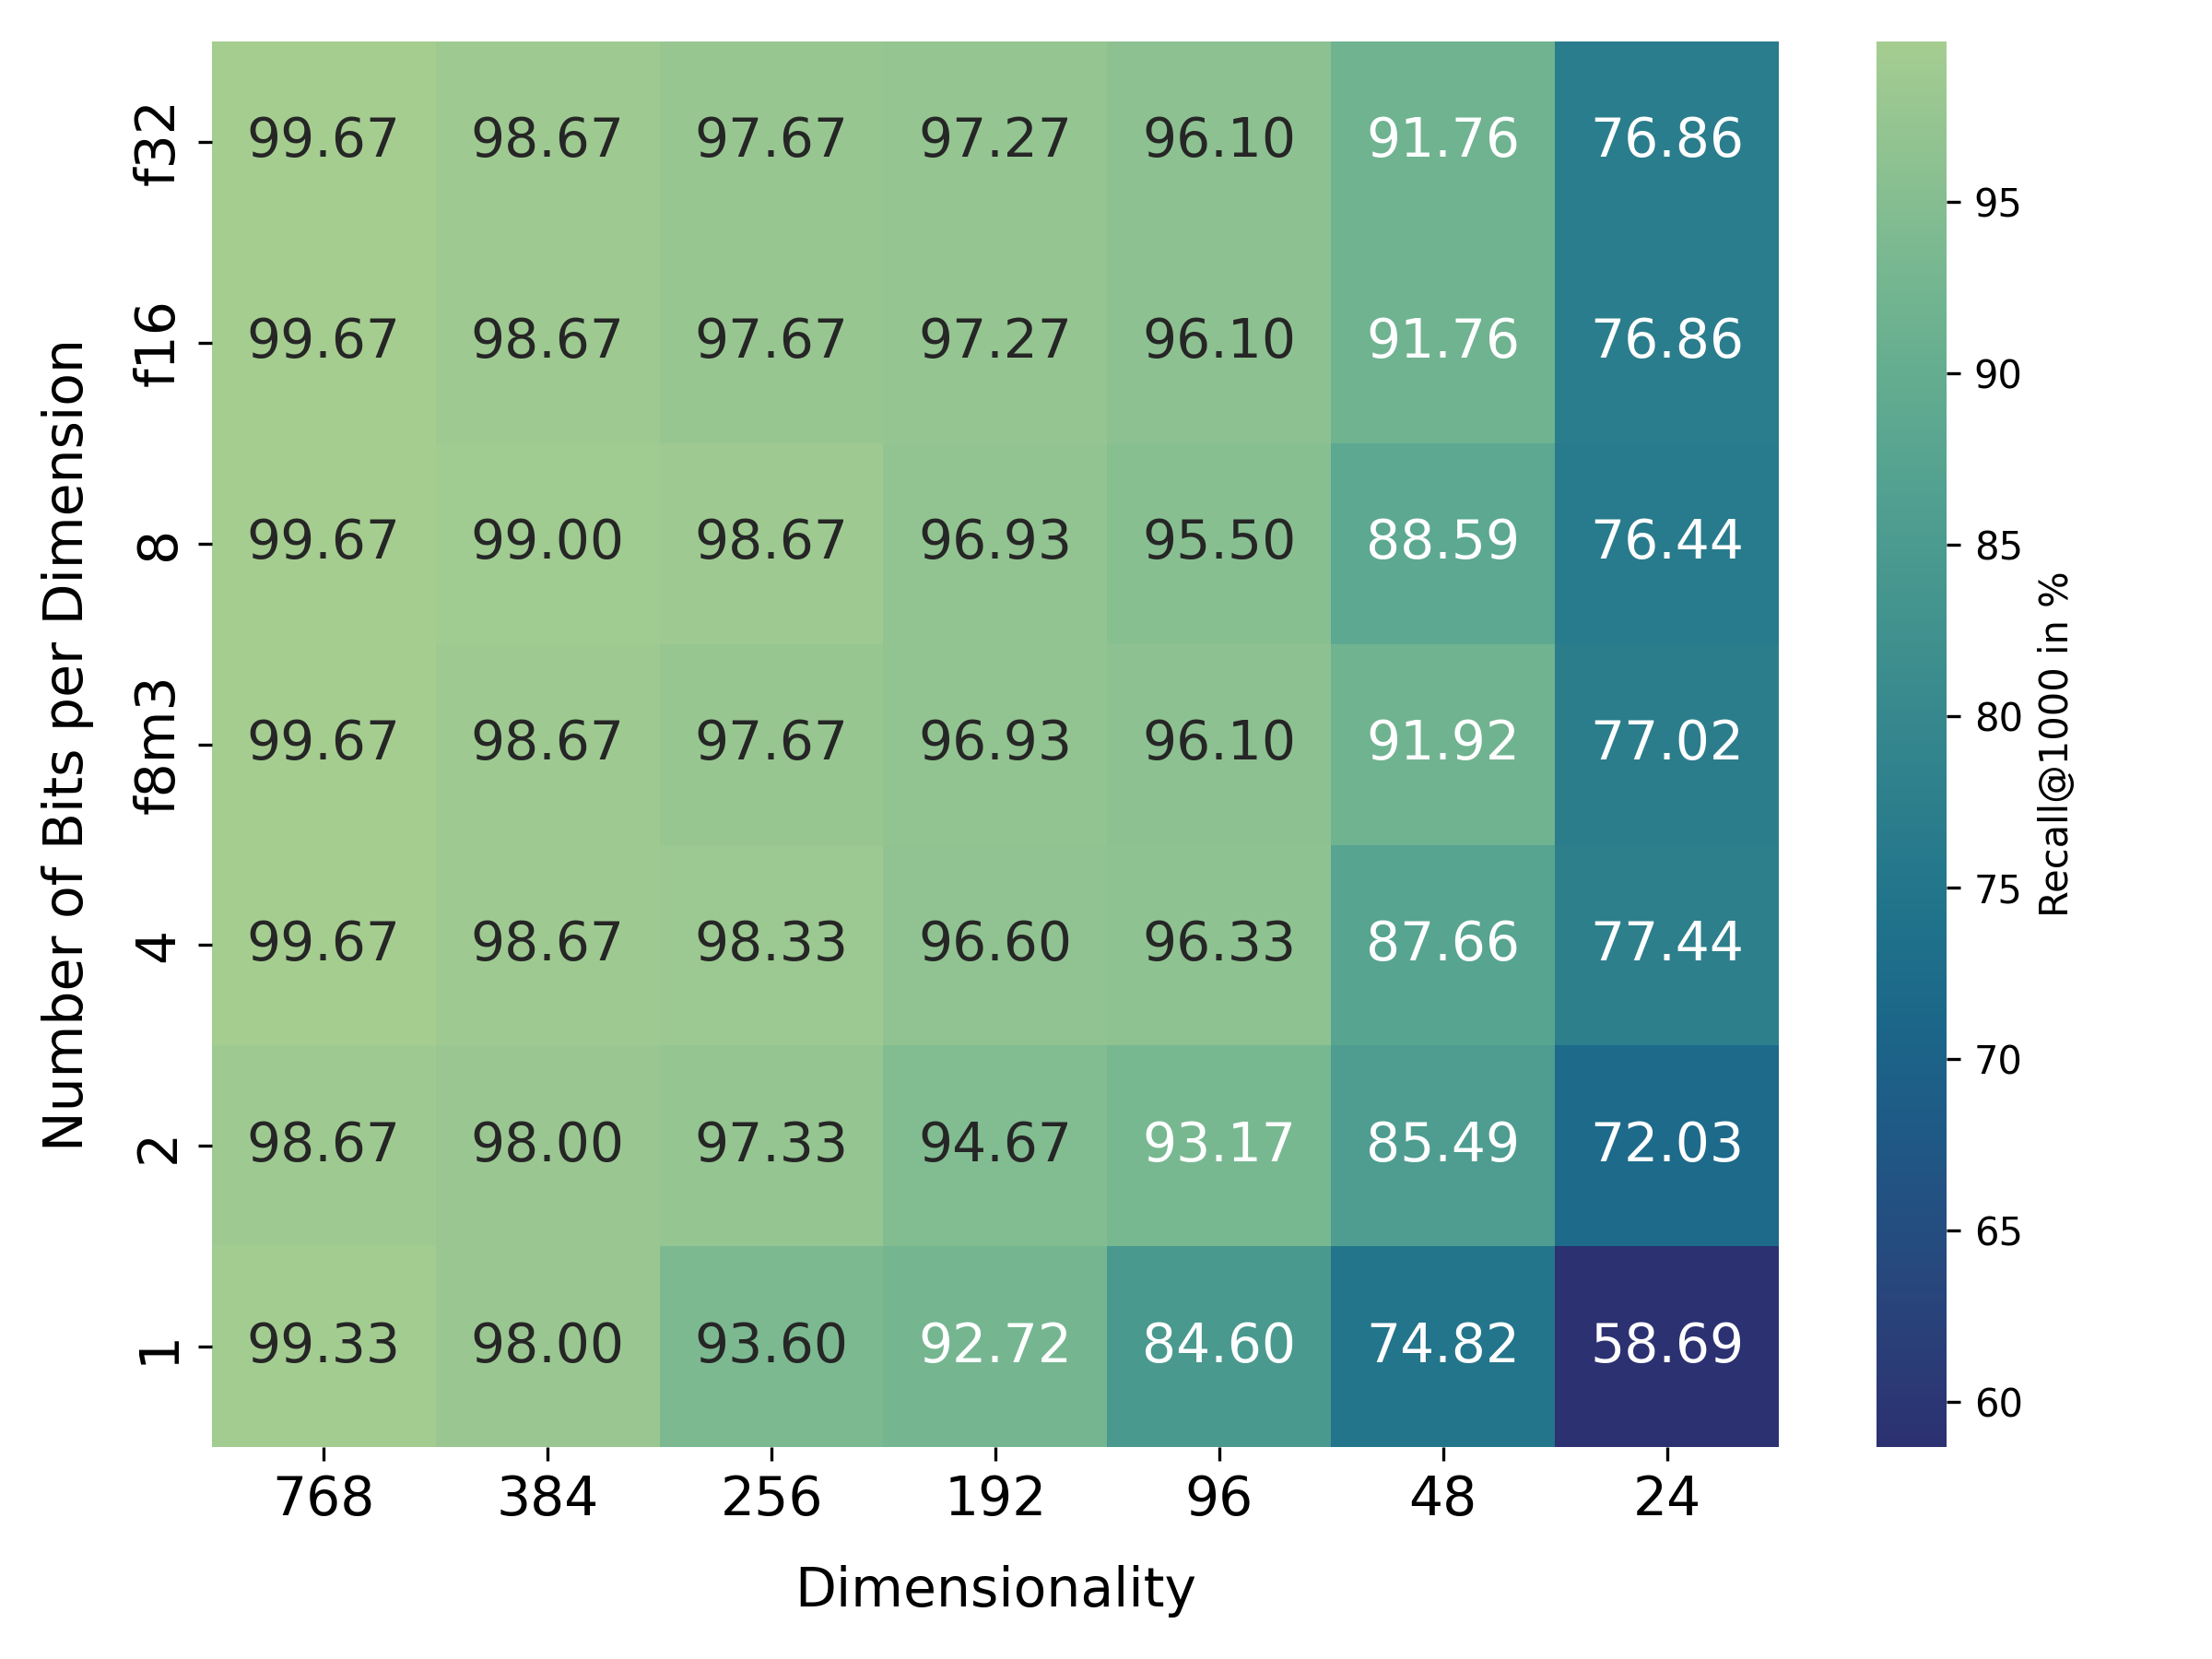 Number of Bits per Dimension
f32 99.67 98.67 97.67 97.27 96.10 91.76 76.86
f16 99.67 98.67 97.67 97.27 96.10 91.76 76.86
8 99.67 99.00 98.67 96.93 95.50 88.59 76.44
f8m3 99.67 98.67 97.67 96.93 96.10 91.92 77.02
4 99.67 98.67 98.33 96.60 96.33 87.66 77.44
2 98.67 98.00 97.33 94.67 93.17 85.49 72.03
1 99.33 98.00 93.60 92.72 84.60 74.82 58.69
768 384 256 192 96 48 24
Dimensionality
95
90
85
80
75
70
65
60
Recall@1000 in %